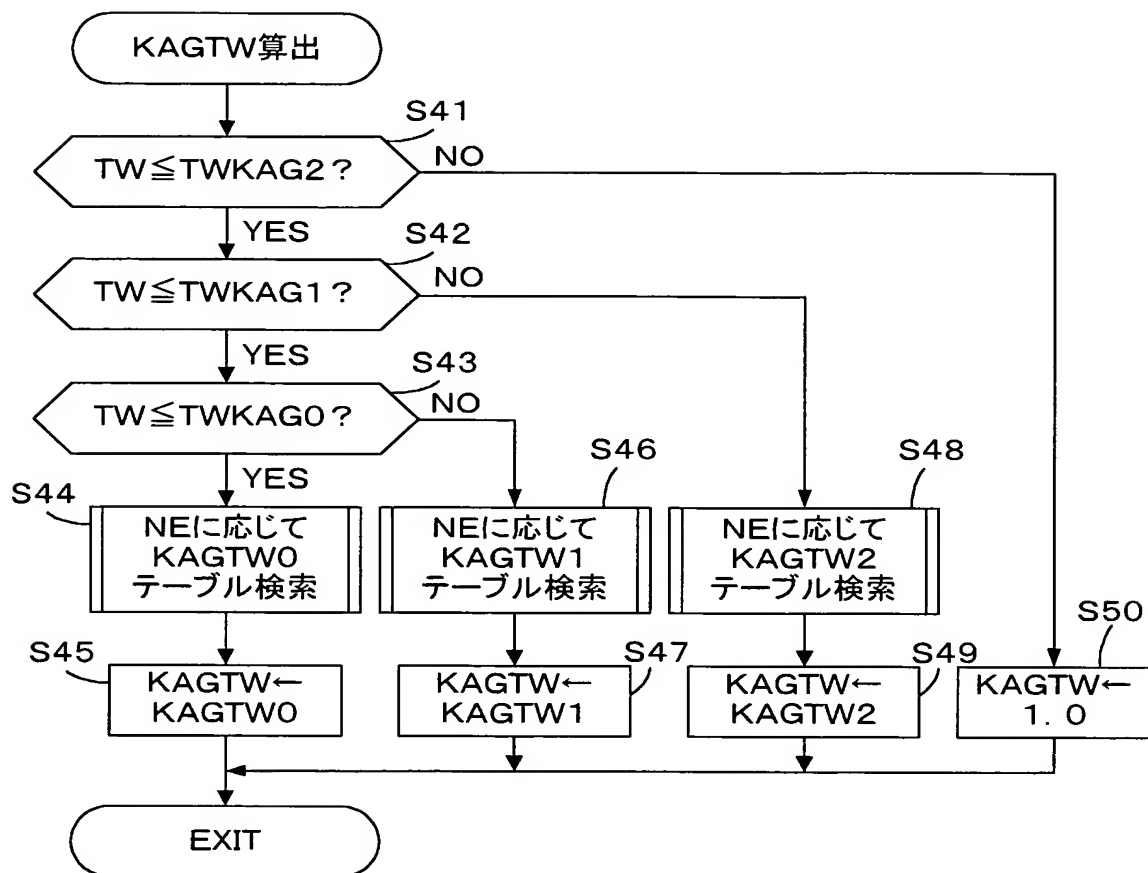 KAGTW算出
S41
TW≦TWKAG2?
NO
YES
S42
TW≦TWKAG1?
NO
YES
S43
TW≦TWKAG0?
NO
YES
S44
NEに応じて
KAGTW0
テーブル検索
S46
NEに応じて
KAGTW1
テーブル検索
S48
NEに応じて
KAGTW2
テーブル検索
S45
KAGTW←
KAGTW0
S47
KAGTW←
KAGTW1
S49
KAGTW←
KAGTW2
S50
KAGTW←
1.0
EXIT